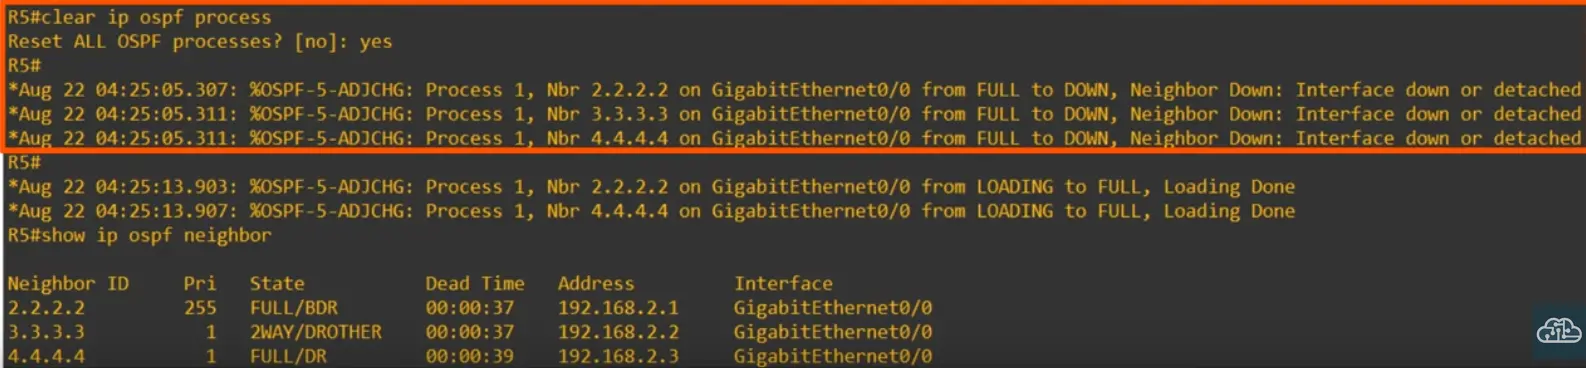 R5#clear ip ospf process
Reset ALL OSPF processes? [no]: yes
R5#
*Aug 22 04:25:05.307: %OSPF-5-ADJCHG: Process 1, Nbr 2.2.2.2 on GigabitEthernet0/0 from FULL to DOWN, Neighbor Down: Interface down or detached
*Aug 22 04:25:05.311: %OSPF-5-ADJCHG: Process 1, Nbr 3.3.3.3 on GigabitEthernet0/0 from FULL to DOWN, Neighbor Down: Interface down or detached
*Aug 22 04:25:05.311: %OSPF-5-ADJCHG: Process 1, Nbr 4.4.4.4 on GigabitEthernet0/0 from FULL to DOWN, Neighbor Down: Interface down or detached
R5#
*Aug 22 04:25:13.903: %OSPF-5-ADJCHG: Process 1, Nbr 2.2.2.2 on GigabitEthernet0/0 from LOADING to FULL, Loading Done
*Aug 22 04:25:13.907: %OSPF-5-ADJCHG: Process 1, Nbr 4.4.4.4 on GigabitEthernet0/0 from LOADING to FULL, Loading Done
R5#show ip ospf neighbor
Neighbor ID Pri State Dead Time Address Interface
2.2.2.2 255 FULL/BDR 00:00:37 192.168.2.1 GigabitEthernet0/0
3.3.3.3 1 2WAY/DROTHER 00:00:37 192.168.2.2 GigabitEthernet0/0
4.4.4.4 1 FULL/DR 00:00:39 192.168.2.3 GigabitEthernet0/0